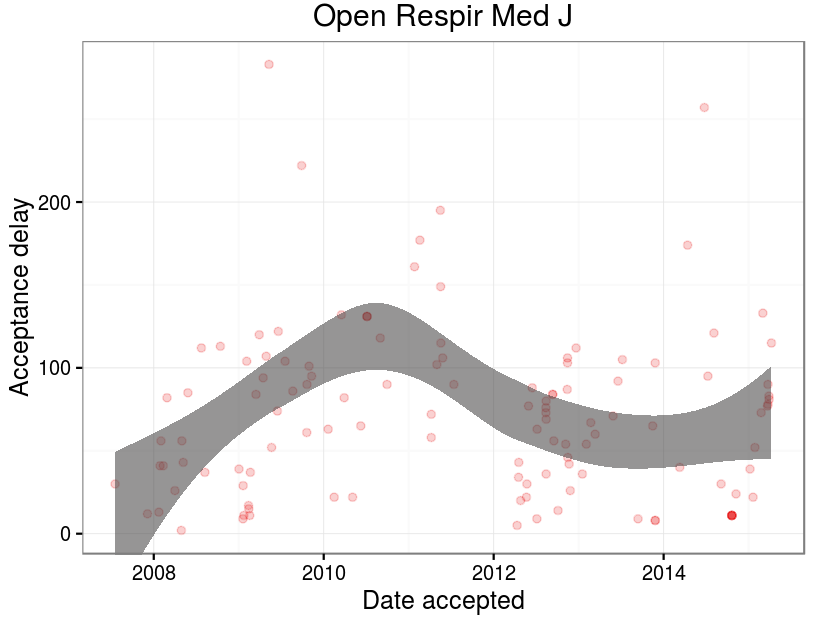 Open Respir Med J
Acceptance delay
200
100
0
2008 2010 2012 2014
Date accepted